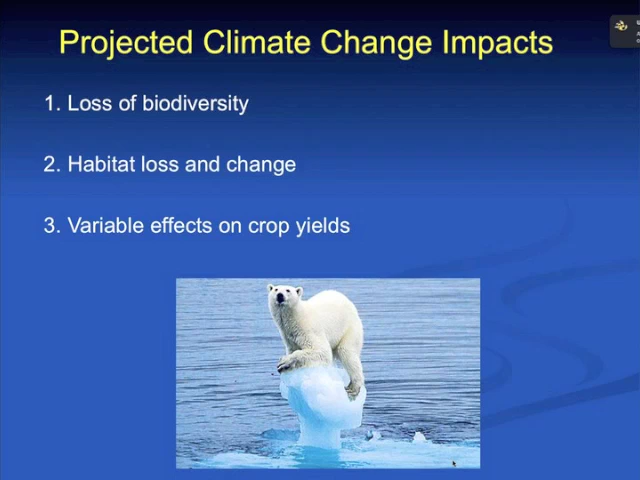 Projected Climate Change Impacts
1. Loss of biodiversity
2. Habitat loss and change
3. Variable effects on crop yields